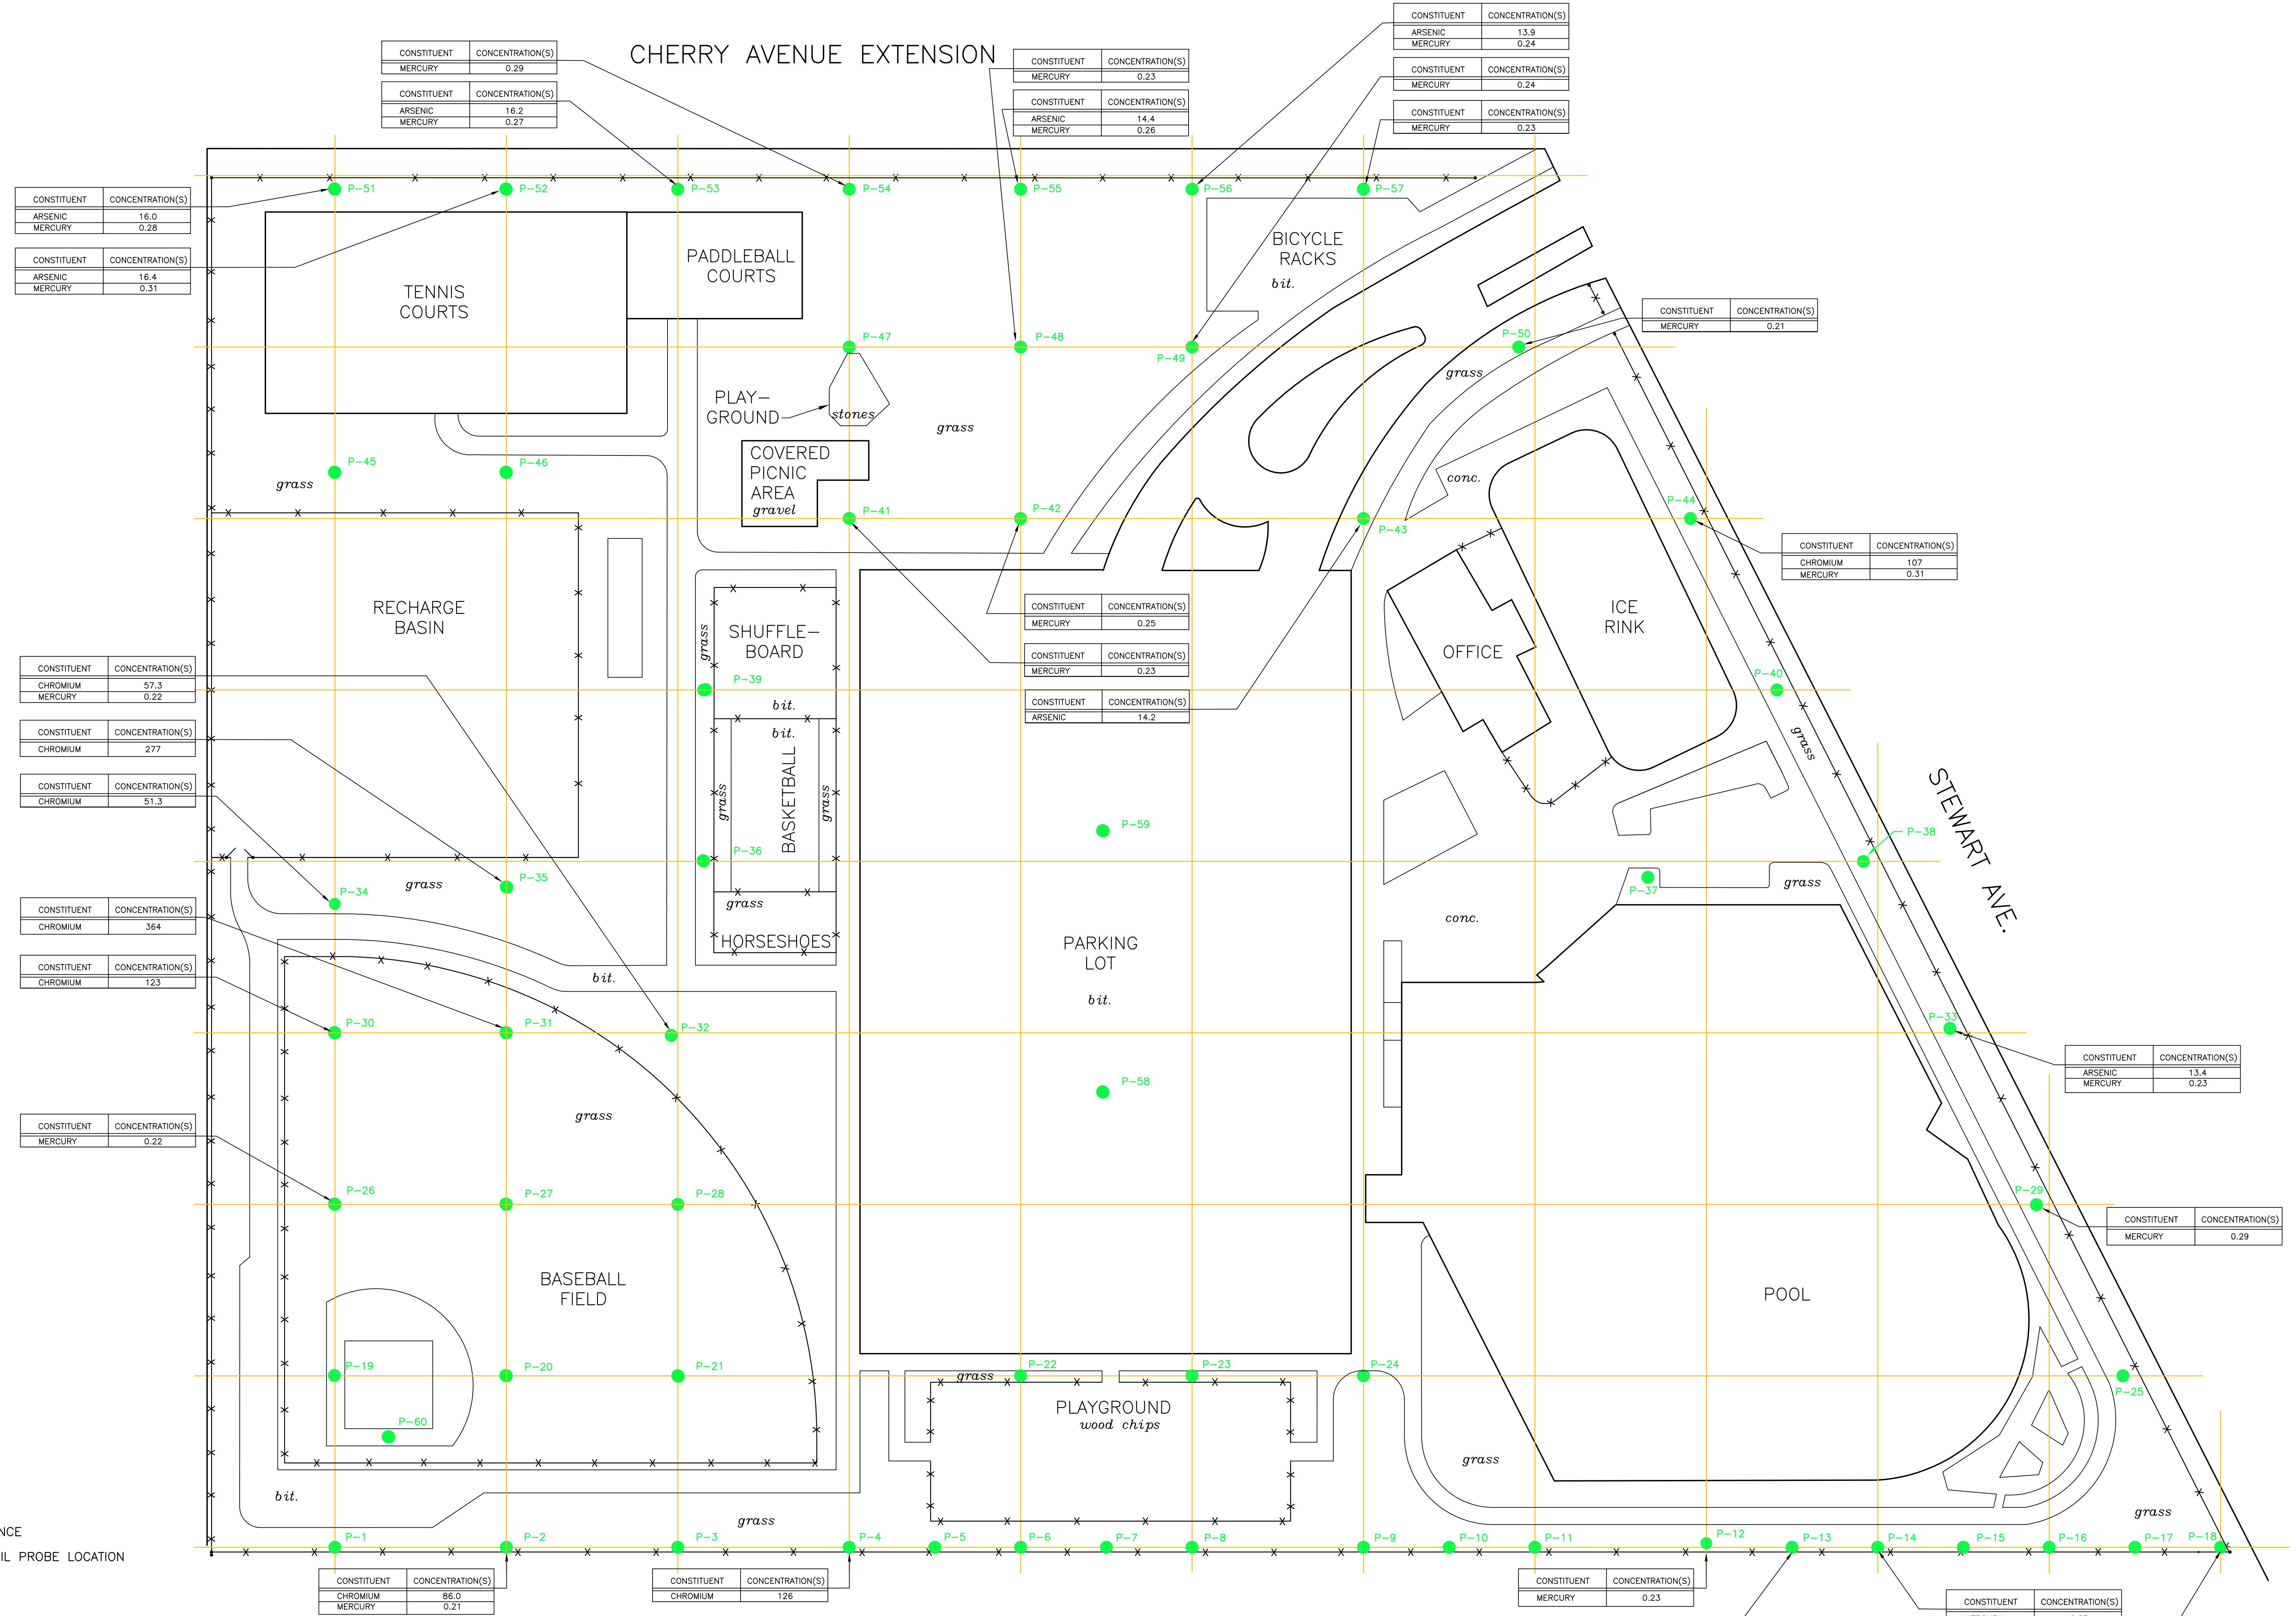 CHERRY AVENUE EXTENSION
CONSTITUENT CONCENTRATION(S)
ARSENIC 13.9
MERCURY 0.24
CONSTITUENT CONCENTRATION(S)
MERCURY 0.29
CONSTITUENT CONCENTRATION(S)
MERCURY 0.23
CONSTITUENT CONCENTRATION(S)
MERCURY 0.24
CONSTITUENT CONCENTRATION(S)
ARSENIC 16.2
MERCURY 0.27
CONSTITUENT CONCENTRATION(S)
ARSENIC 14.4
MERCURY 0.26
CONSTITUENT CONCENTRATION(S)
MERCURY 0.23
P-51
P-52
P-53
P-54
P-55
P-56
P-57
CONSTITUENT CONCENTRATION(S)
ARSENIC 16.0
MERCURY 0.28
CONSTITUENT CONCENTRATION(S)
ARSENIC 16.4
MERCURY 0.31
TENNIS
COURTS
PADDLEBALL
COURTS
BICYCLE
RACKS
bit.
CONSTITUENT CONCENTRATION(S)
MERCURY 0.21
P-47
P-48
P-49
P-50
grass
PLAY-
GROUND
stones
grass
COVERED
PICNIC
AREA
gravel
P-45
P-46
grass
conc.
P-41
P-42
P-43
P-44
CONSTITUENT CONCENTRATION(S)
CHROMIUM 107
MERCURY 0.31
RECHARGE
BASIN
grass
SHUFFLE-
BOARD
CONSTITUENT CONCENTRATION(S)
MERCURY 0.25
CONSTITUENT CONCENTRATION(S)
MERCURY 0.23
CONSTITUENT CONCENTRATION(S)
ARSENIC 14.2
OFFICE
ICE
RINK
CONSTITUENT CONCENTRATION(S)
CHROMIUM 57.3
MERCURY 0.22
P-39
P-40
bit.
bit.
grass
BASKETBALL
grass
grass
CONSTITUENT CONCENTRATION(S)
CHROMIUM 277
CONSTITUENT CONCENTRATION(S)
CHROMIUM 51.3
STEWART AVE.
P-59
P-38
P-36
P-37
grass
P-34
grass
P-35
grass
HORSESHOES
conc.
CONSTITUENT CONCENTRATION(S)
CHROMIUM 364
PARKING
LOT
bit.
bit.
CONSTITUENT CONCENTRATION(S)
CHROMIUM 123
P-30
P-31
P-32
P-33
CONSTITUENT CONCENTRATION(S)
ARSENIC 13.4
MERCURY 0.23
P-58
grass
CONSTITUENT CONCENTRATION(S)
MERCURY 0.22
P-26
P-27
P-28
P-29
CONSTITUENT CONCENTRATION(S)
MERCURY 0.29
BASEBALL
FIELD
POOL
P-19
P-20
P-21
P-22
P-23
P-24
P-25
grass
PLAYGROUND
wood chips
P-60
grass
bit.
grass
grass
NCE
IL PROBE LOCATION
P-1
P-2
P-3
P-4
P-5
P-6
P-7
P-8
P-9
P-10
P-11
P-12
P-13
P-14
P-15
P-16
P-17
P-18
CONSTITUENT CONCENTRATION(S)
CHROMIUM 86.0
MERCURY 0.21
CONSTITUENT CONCENTRATION(S)
CHROMIUM 126
CONSTITUENT CONCENTRATION(S)
MERCURY 0.23
CONSTITUENT CONCENTRATION(S)